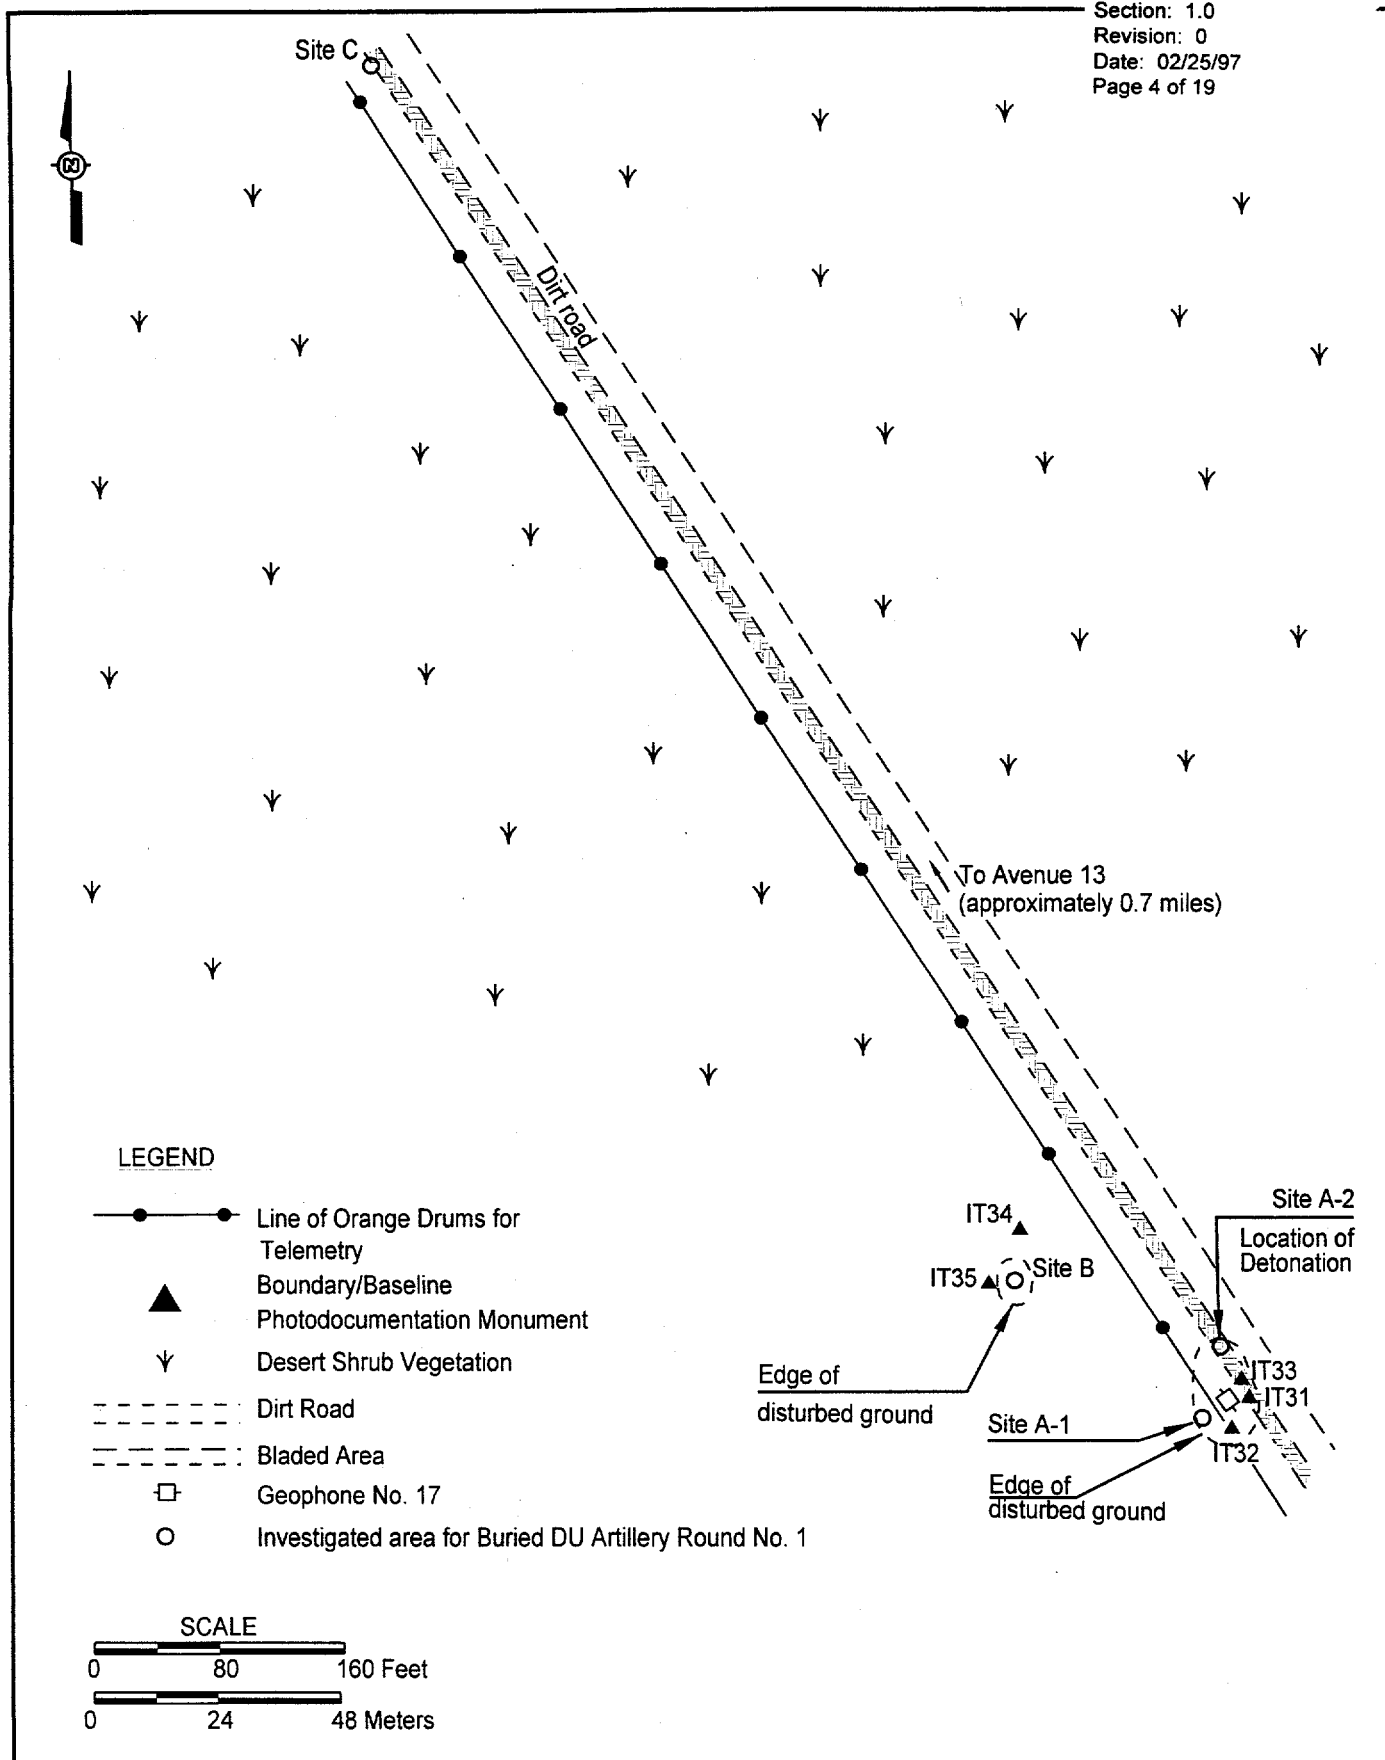 Section: 1.0
Revision: 0
Date: 02/25/97
Page 4 of 19
Site C
N
Dirt road
To Avenue 13
(approximately 0.7 miles)
Site A-2
Location of
Detonation
IT34
IT35
Site B
Edge of
disturbed ground
IT33
IT31
Site A-1
IT32
Edge of
disturbed ground
LEGEND
Line of Orange Drums for
Telemetry
Boundary/Baseline
Photodocumentation Monument
Desert Shrub Vegetation
Dirt Road
Bladed Area
Geophone No. 17
Investigated area for Buried DU Artillery Round No. 1
SCALE
0 80 160 Feet
0 24 48 Meters